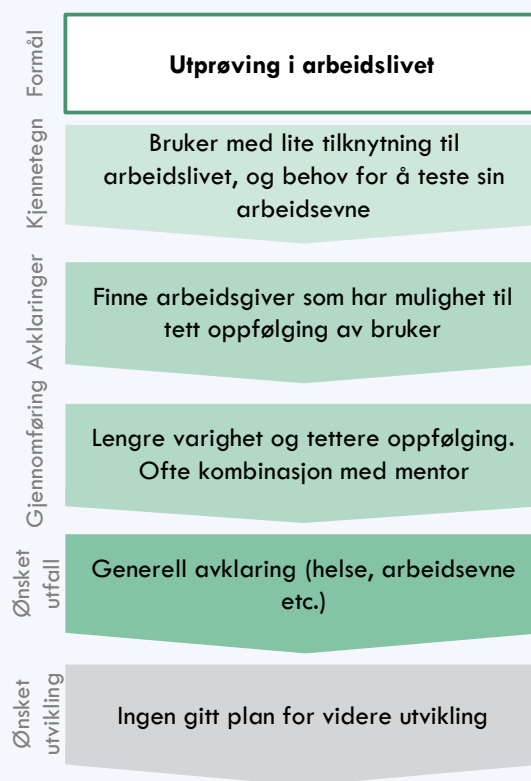 Formål
Utprøving i arbeidslivet
Kjennetegn
Bruker med lite tilknytning til
arbeidslivet, og behov for å teste sin
arbeidsevne
Avklaringer
Finne arbeidsgiver som har mulighet til
tett oppfølging av bruker
Gjennomføring
Lengre varighet og tettere oppfølging.
Ofte kombinasjon med mentor
Ønsket
utfall
Generell avklaring (helse, arbeidsevne
etc.)
Ønsket
utvikling
Ingen gitt plan for videre utvikling